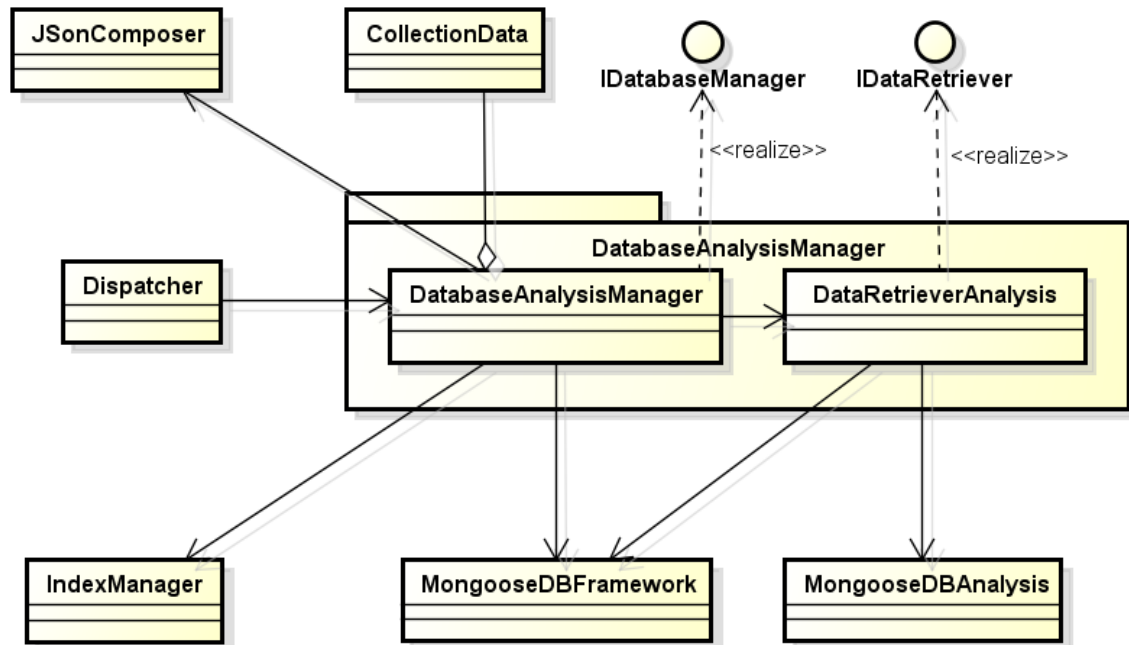 JSonComposer
CollectionData
IDatabaseManager
IDataRetriever
<<realize>>
<<realize>>
DatabaseAnalysisManager
Dispatcher
DatabaseAnalysisManager
DataRetrieverAnalysis
IndexManager
MongooseDBFramework
MongooseDBAnalysis